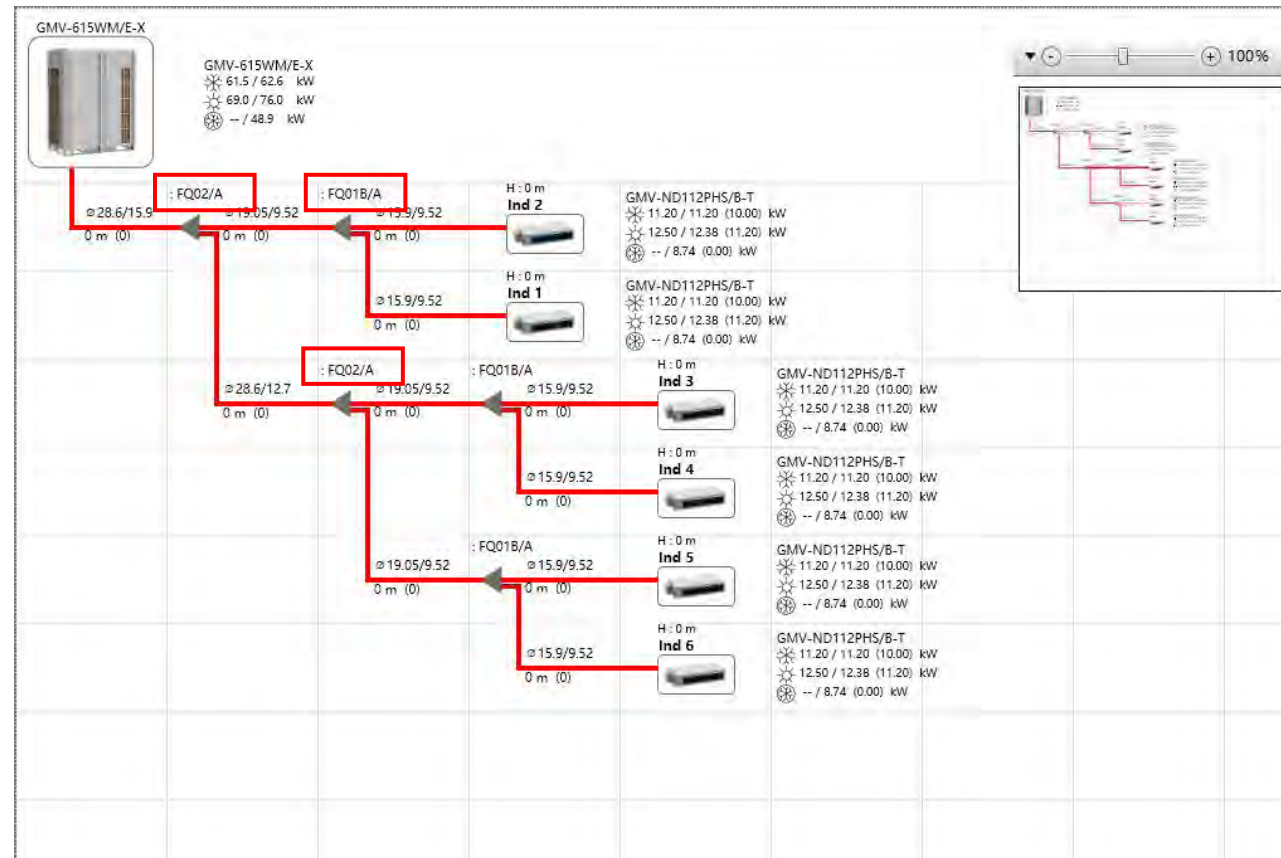 GMV-615WM/E-X
GMV-615WM/E-X
61.5 / 62.6 kW
69.0 / 76.0 kW
-- / 48.9 kW
100%
: FQ02/A
: FQ01B/A
H : 0 m
Ind 2
⌀28.6/15.9
⌀19.05/9.52
⌀15.9/9.52
0 m (0)
0 m (0)
0 m (0)
GMV-ND112PHS/B-T
11.20 / 11.20 (10.00) kW
12.50 / 12.38 (11.20) kW
-- / 8.74 (0.00) kW
H : 0 m
Ind 1
⌀15.9/9.52
0 m (0)
GMV-ND112PHS/B-T
11.20 / 11.20 (10.00) kW
12.50 / 12.38 (11.20) kW
-- / 8.74 (0.00) kW
: FQ02/A
: FQ01B/A
H : 0 m
Ind 3
⌀28.6/12.7
⌀19.05/9.52
⌀15.9/9.52
0 m (0)
0 m (0)
0 m (0)
GMV-ND112PHS/B-T
11.20 / 11.20 (10.00) kW
12.50 / 12.38 (11.20) kW
-- / 8.74 (0.00) kW
H : 0 m
Ind 4
⌀15.9/9.52
0 m (0)
GMV-ND112PHS/B-T
11.20 / 11.20 (10.00) kW
12.50 / 12.38 (11.20) kW
-- / 8.74 (0.00) kW
: FQ01B/A
H : 0 m
Ind 5
⌀19.05/9.52
⌀15.9/9.52
0 m (0)
0 m (0)
GMV-ND112PHS/B-T
11.20 / 11.20 (10.00) kW
12.50 / 12.38 (11.20) kW
-- / 8.74 (0.00) kW
H : 0 m
Ind 6
⌀15.9/9.52
0 m (0)
GMV-ND112PHS/B-T
11.20 / 11.20 (10.00) kW
12.50 / 12.38 (11.20) kW
-- / 8.74 (0.00) kW